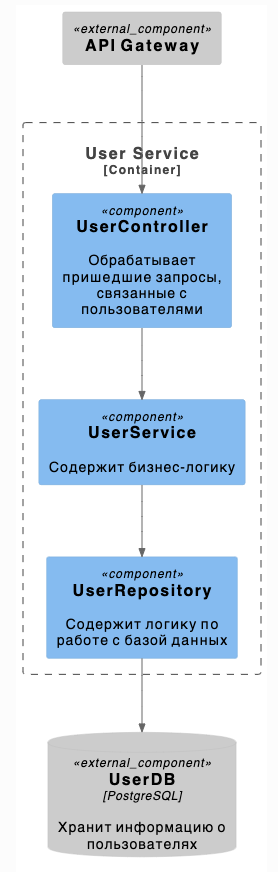 «external_component»
API Gateway
User Service
[Container]
«component»
UserController
Обрабатывает
пришедшие запросы,
связанные с
пользователями
«component»
UserService
Содержит бизнес-логику
«component»
UserRepository
Содержит логику по
работе с базой данных
«external_component»
UserDB
[PostgreSQL]
Хранит информацию о
пользователях